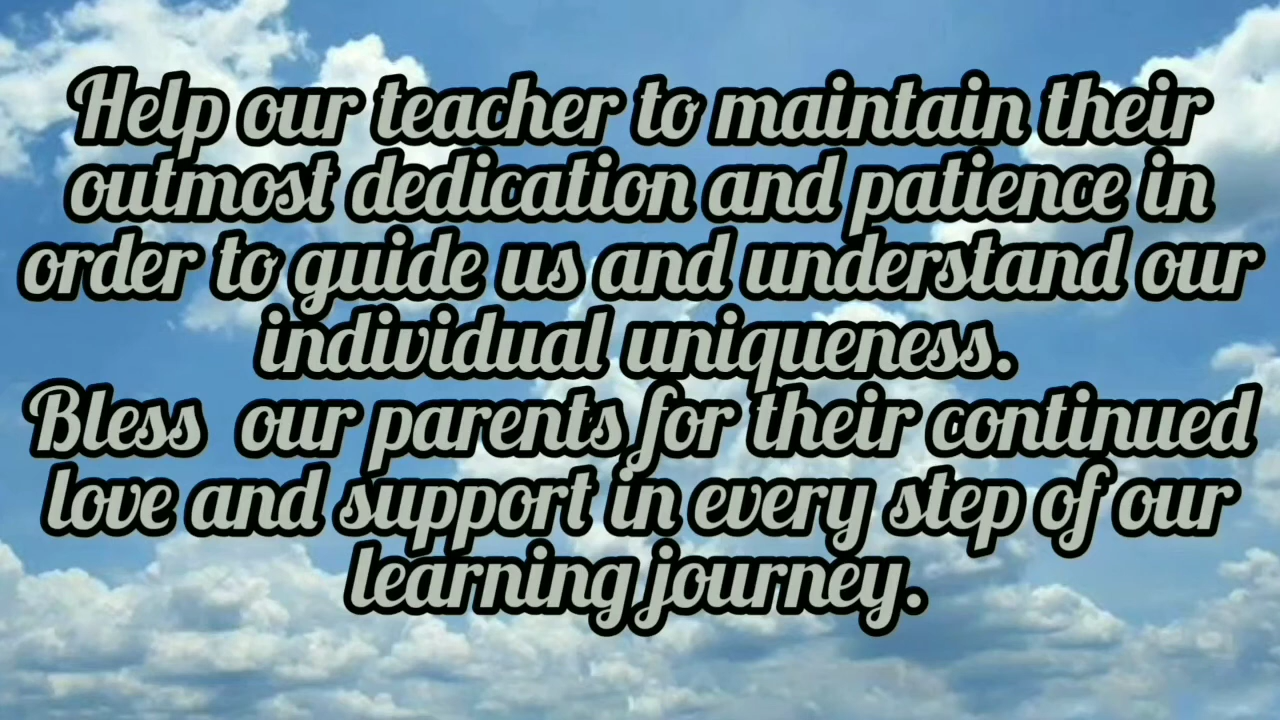 Help our teacher to maintain their
outmost dedication and patience in
order to guide us and understand our
individual uniqueness.
Bless  our parents for their continued
love and support in every step of our
learning journey.